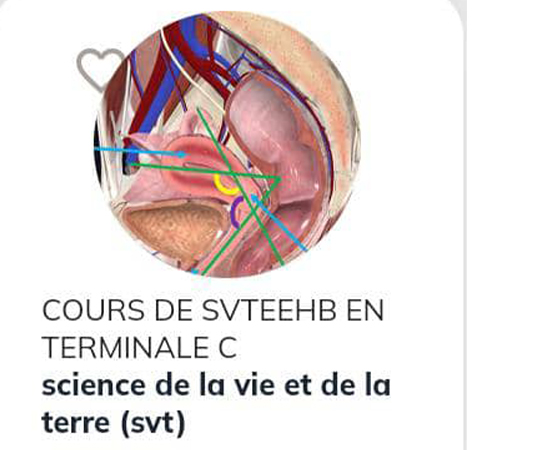 COURS DE SVTEEHB EN
TERMINALE C
science de la vie et de la
terre (svt)